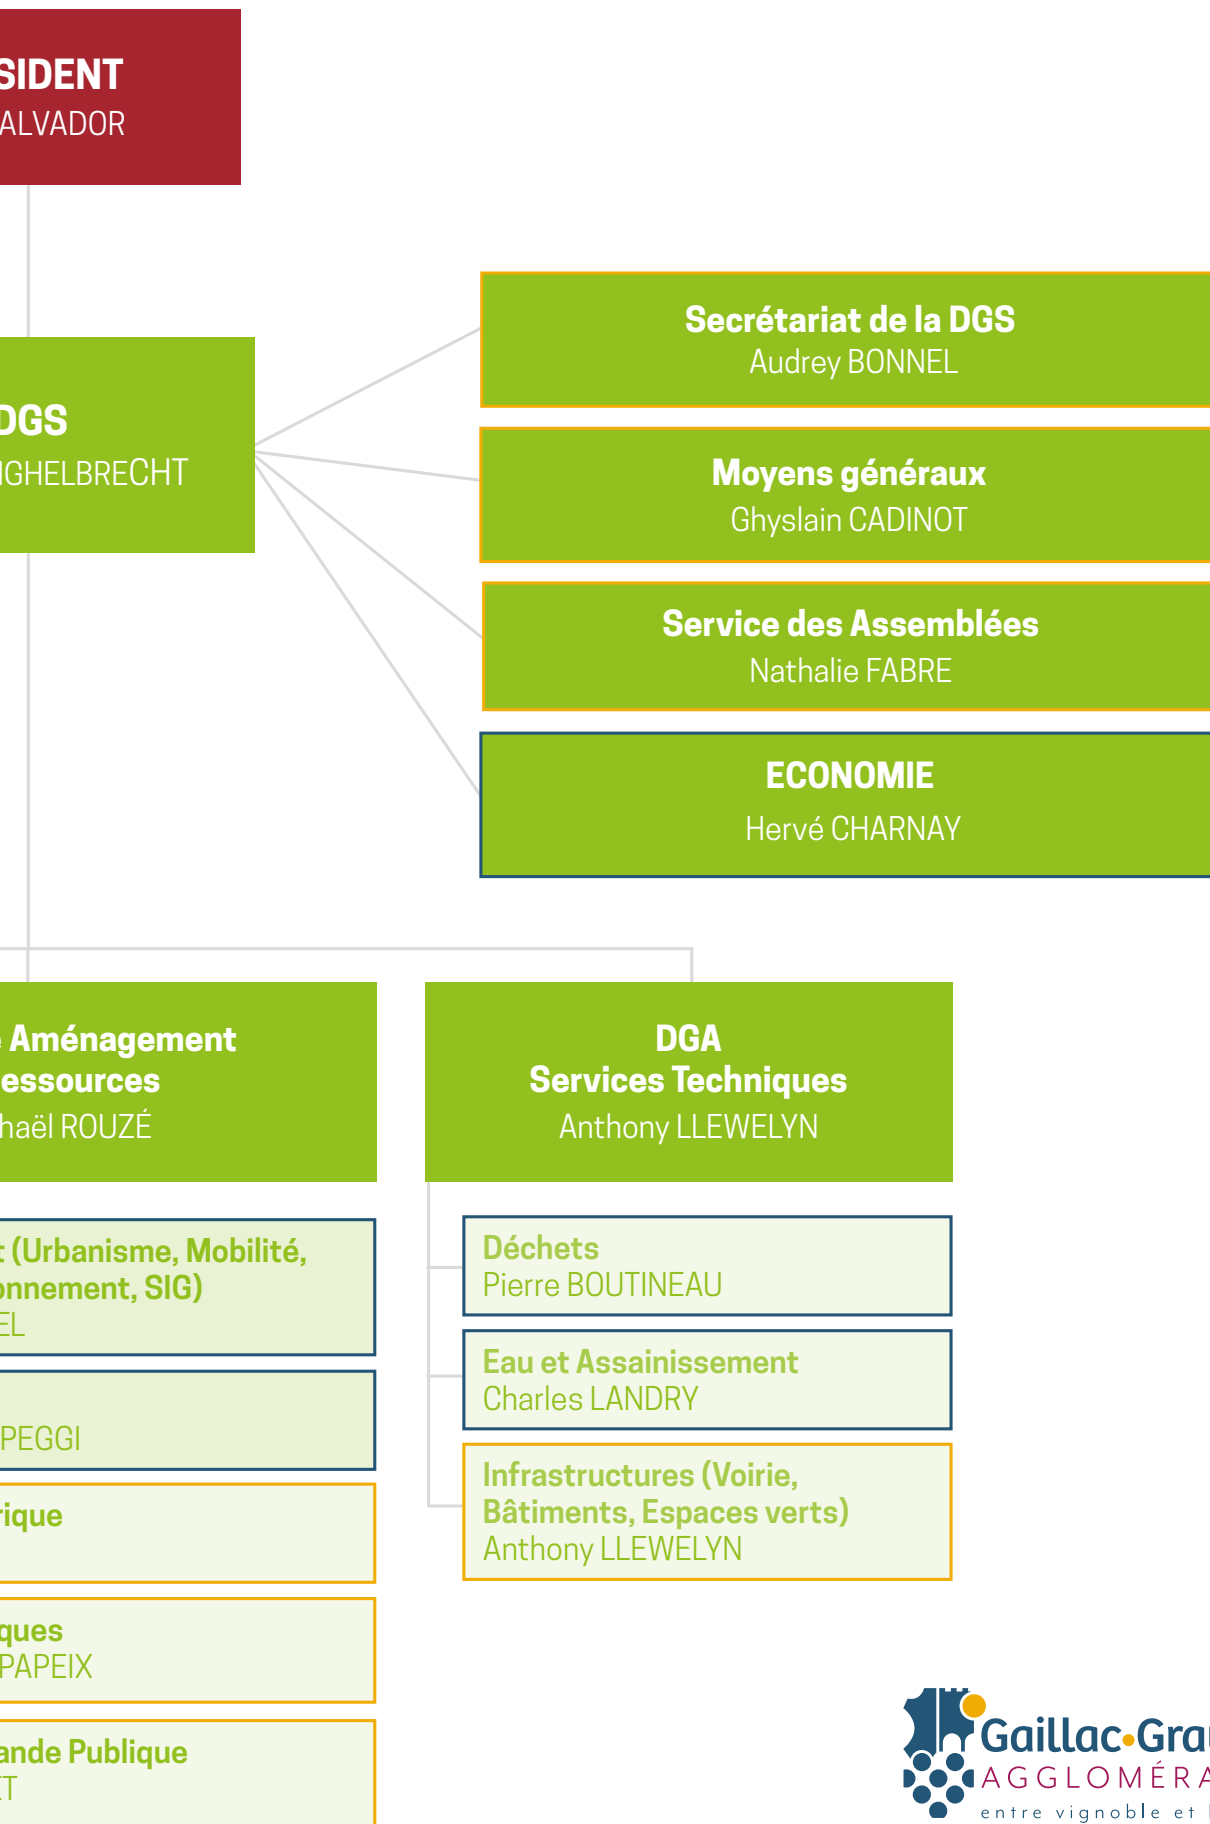 SIDENT
ALVADOR
Secrétariat de la DGS
Audrey BONNEL
DGS
IGHELBRECHT
Moyens généraux
Ghyslain CADINOT
Service des Assemblées
Nathalie FABRE
ECONOMIE
Hervé CHARNAY
Aménagement
essources
haël ROUZÉ
DGA
Services Techniques
Anthony LLEWELYN
t (Urbanisme, Mobilité,
onnement, SIG)
EL
PEGGI
rique
ques
PAPEIX
ande Publique
ET
Déchets
Pierre BOUTINEAU
Eau et Assainissement
Charles LANDRY
Infrastructures (Voirie,
Bâtiments, Espaces verts)
Anthony LLEWELYN
Gaillac•Grau
AGGLOMÉRA
entre vignoble et